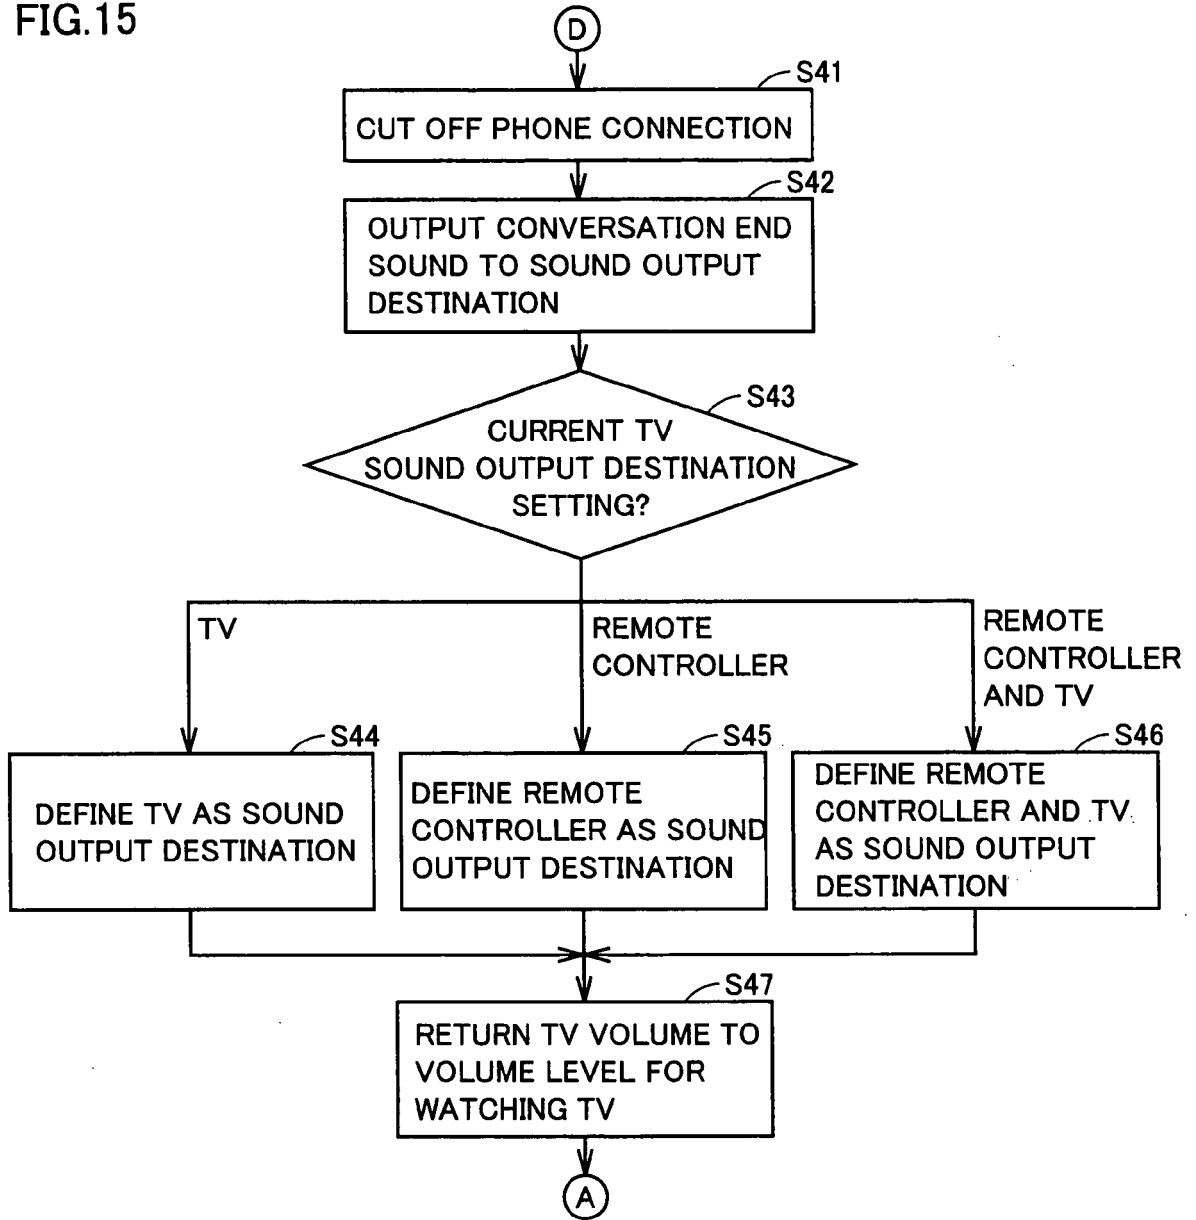 FIG.15
D
S41
CUT OFF PHONE CONNECTION
S42
OUTPUT CONVERSATION END
SOUND TO SOUND OUTPUT
DESTINATION
S43
CURRENT TV
SOUND OUTPUT DESTINATION
SETTING?
TV
REMOTE
CONTROLLER
REMOTE
CONTROLLER
AND TV
S44
DEFINE TV AS SOUND
OUTPUT DESTINATION
S45
DEFINE REMOTE
CONTROLLER AS SOUND
OUTPUT DESTINATION
S46
DEFINE REMOTE
CONTROLLER AND TV
AS SOUND OUTPUT
DESTINATION
S47
RETURN TV VOLUME TO
VOLUME LEVEL FOR
WATCHING TV
A